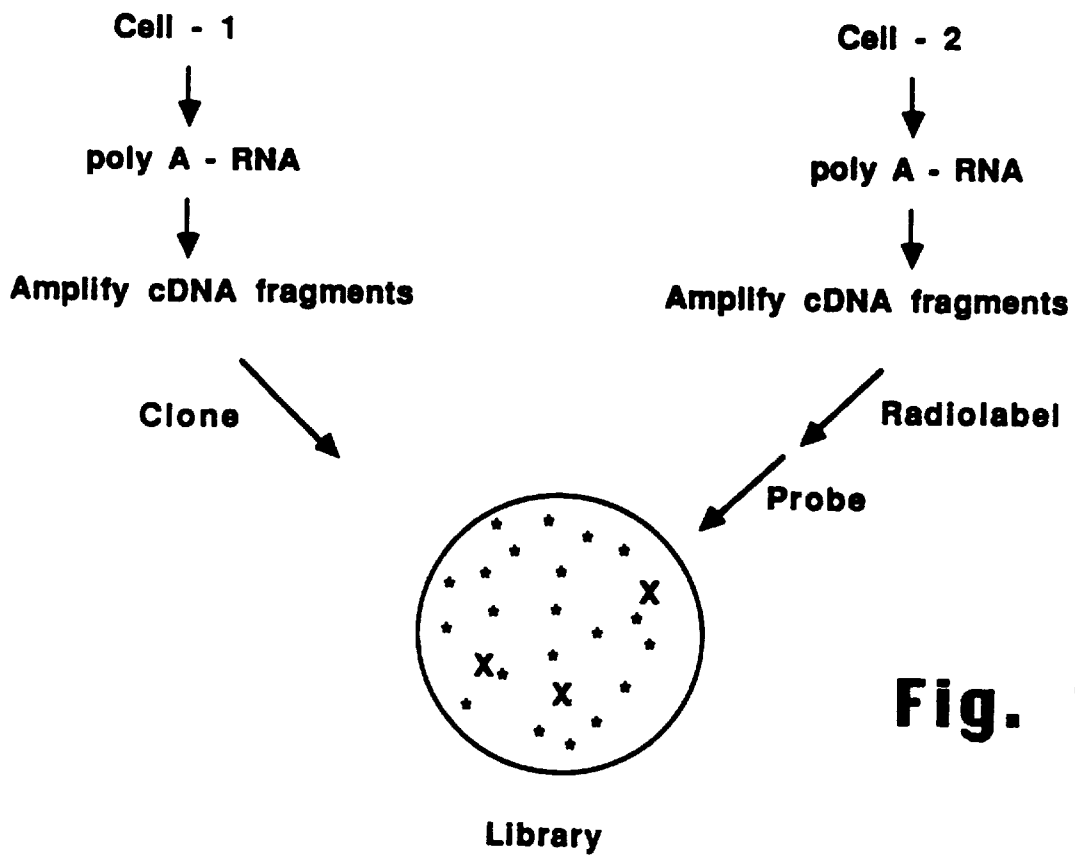 Cell - 1
poly A - RNA
Amplify cDNA fragments
Clone
Cell - 2
poly A - RNA
Amplify cDNA fragments
Radiolabel
Probe
X
X
X
Library
Fig.